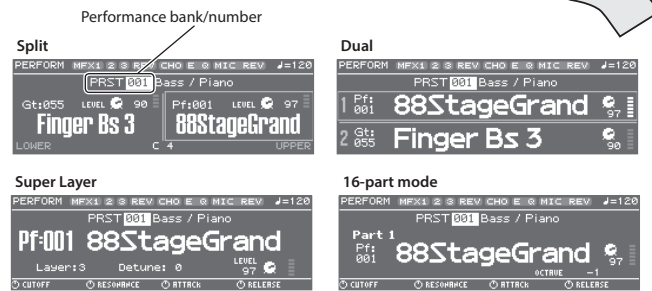 Performance bank/number
Split
PERFORM MFX1 2 3 REV CHO E Q MIC REV ♩=120
PRST 001 Bass / Piano
Gt:055 LEVEL 90 Pf:001 LEVEL 97
Finger Bs 3 88StageGrand
LOWER C 4 UPPER
Dual
PERFORM MFX1 2 3 REV CHO E Q MIC REV ♩=120
PRST 001 Bass / Piano
1 Pf:001 88StageGrand 97
2 Gt:055 Finger Bs 3 90
Super Layer
PERFORM MFX1 2 3 REV CHO E Q MIC REV ♩=120
PRST 001 Bass / Piano
Pf:001 88StageGrand
Layer:3 Detune: 0 LEVEL 97
CUTOFF RESONANCE ATTACK RELEASE
16-part mode
PERFORM MFX1 2 3 REV CHO E Q MIC REV ♩=120
PRST 001 Bass / Piano
Part 1
Pf:001 88StageGrand 97
OCTAVE -1
CUTOFF RESONANCE ATTACK RELEASE